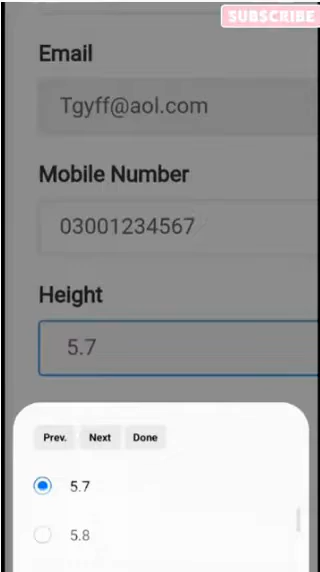 SUBSCRIBE
Email
Tgyff@aol.com
Mobile Number
03001234567
Height
5.7
Prev. Next Done
5.7
5.8